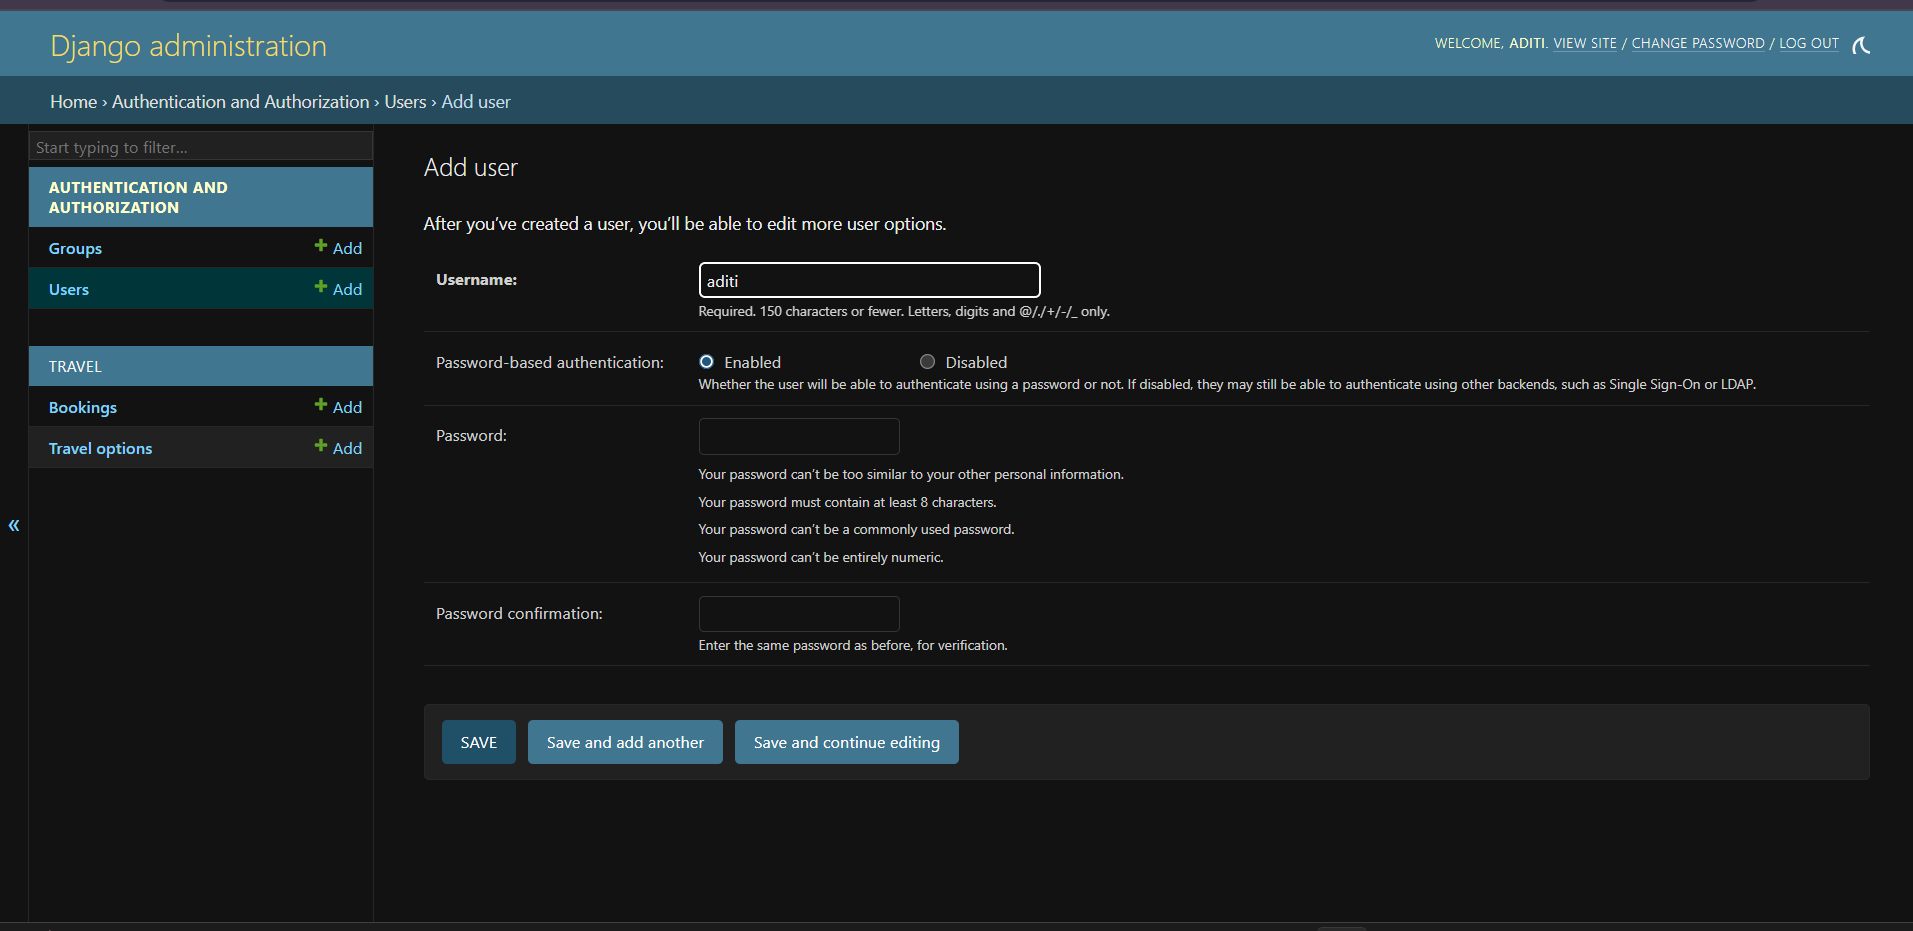 Django administration
WELCOME, ADITI. VIEW SITE / CHANGE PASSWORD / LOG OUT
Home › Authentication and Authorization › Users › Add user
Start typing to filter...
AUTHENTICATION AND
AUTHORIZATION
Groups
Add
Users
Add
TRAVEL
Bookings
Add
Travel options
Add
«
Add user
After you’ve created a user, you’ll be able to edit more user options.
Username:
aditi
Required. 150 characters or fewer. Letters, digits and @/./+/-/_ only.
Password-based authentication:
Enabled
Disabled
Whether the user will be able to authenticate using a password or not. If disabled, they may still be able to authenticate using other backends, such as Single Sign-On or LDAP.
Password:
Your password can’t be too similar to your other personal information.
Your password must contain at least 8 characters.
Your password can’t be a commonly used password.
Your password can’t be entirely numeric.
Password confirmation:
Enter the same password as before, for verification.
SAVE
Save and add another
Save and continue editing